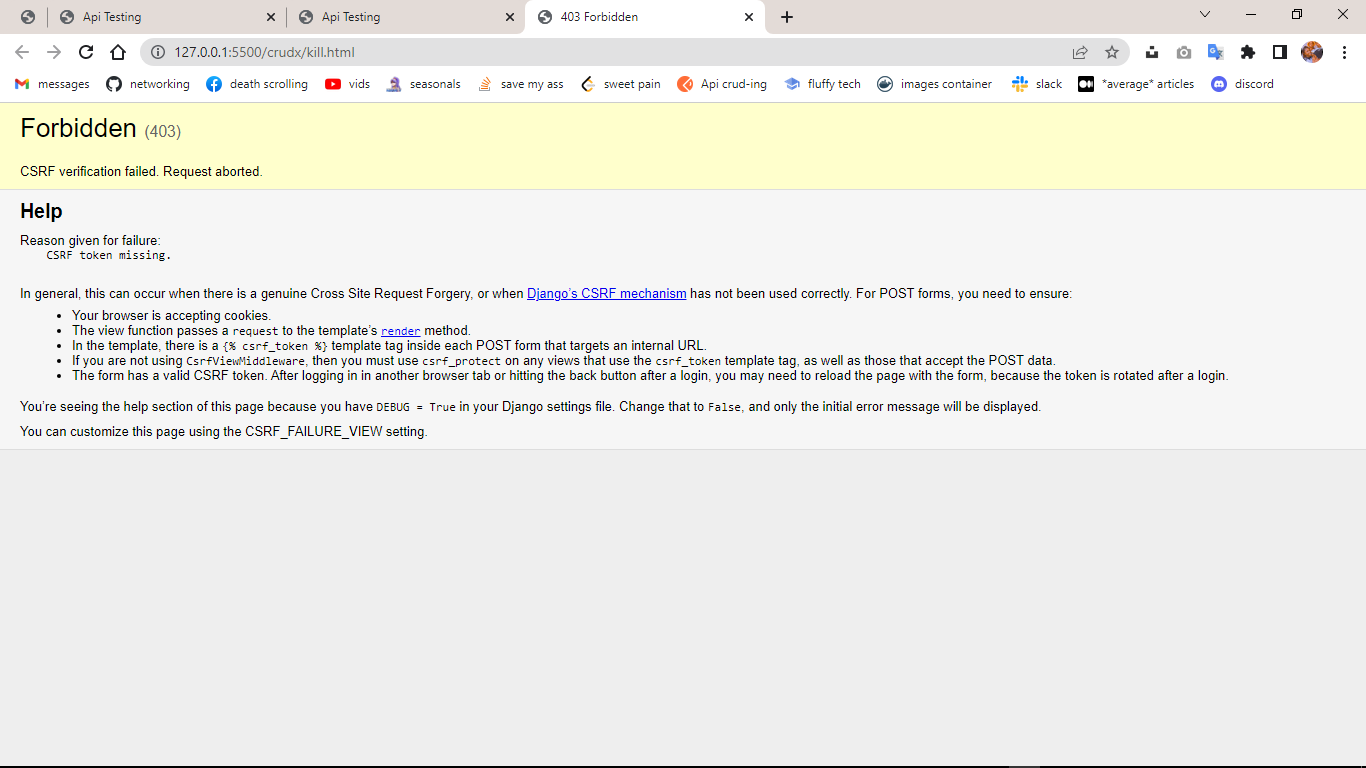 Api Testing
Api Testing
403 Forbidden
127.0.0.1:5500/crudx/kill.html
messages
networking
death scrolling
vids
seasonals
save my ass
sweet pain
Api crud-ing
fluffy tech
images container
slack
*average* articles
discord
Forbidden (403)
CSRF verification failed. Request aborted.
Help
Reason given for failure:
CSRF token missing.
In general, this can occur when there is a genuine Cross Site Request Forgery, or when Django's CSRF mechanism has not been used correctly. For POST forms, you need to ensure:
• Your browser is accepting cookies.
• The view function passes a request to the template's render method.
• In the template, there is a {% csrf_token %} template tag inside each POST form that targets an internal URL.
• If you are not using CsrfViewMiddleware, then you must use csrf_protect on any views that use the csrf_token template tag, as well as those that accept the POST data.
• The form has a valid CSRF token. After logging in in another browser tab or hitting the back button after a login, you may need to reload the page with the form, because the token is rotated after a login.
You're seeing the help section of this page because you have DEBUG = True in your Django settings file. Change that to False, and only the initial error message will be displayed.
You can customize this page using the CSRF_FAILURE_VIEW setting.